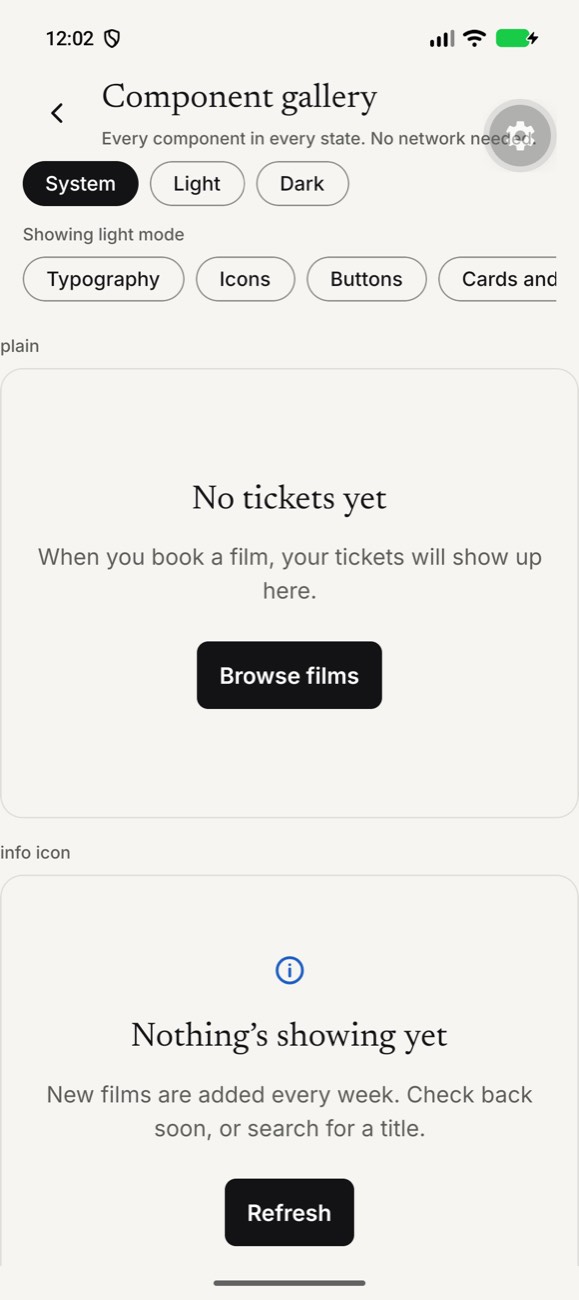 12:02
Component gallery
Every component in every state. No network needed.
System Light Dark
Showing light mode
Typography Icons Buttons Cards and
plain
No tickets yet
When you book a film, your tickets will show up
here.
Browse films
info icon
Nothing’s showing yet
New films are added every week. Check back
soon, or search for a title.
Refresh